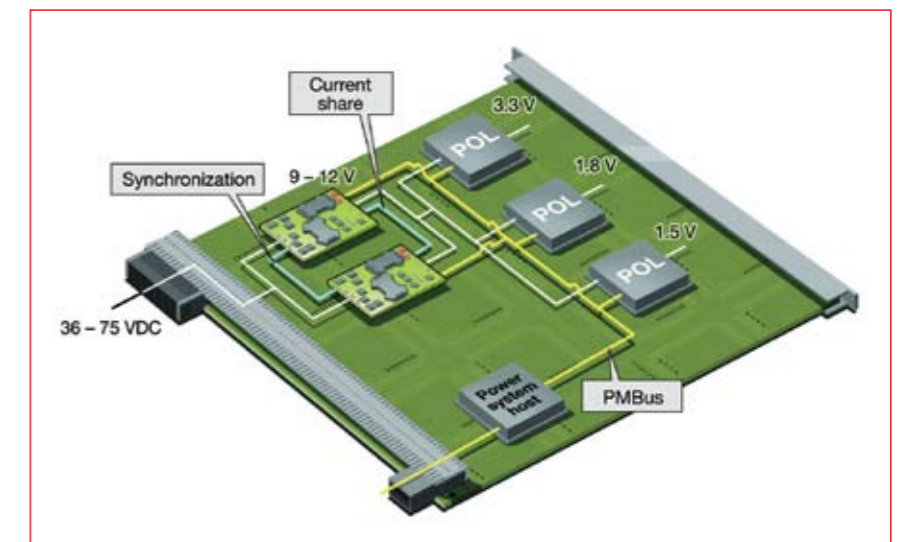 Current
share
3.3 V
POL
Synchronization
9 – 12 V
1.8 V
POL
1.5 V
POL
36 – 75 VDC
Power
system
host
PMBus